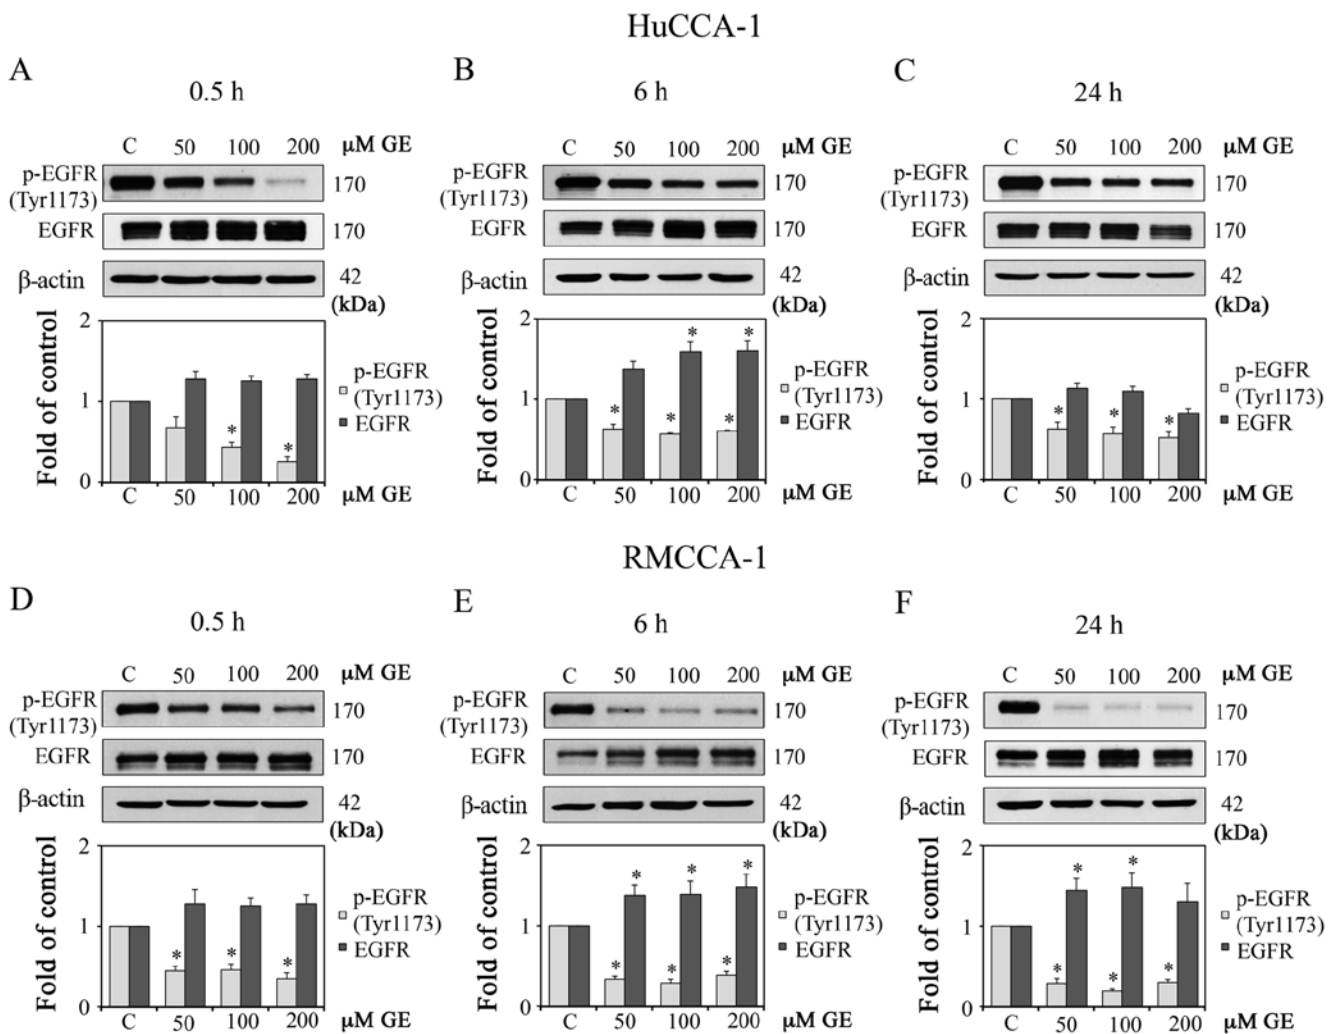 HuCCA-1
A
0.5 h
C 50 100 200 μM GE
p-EGFR
(Tyr1173)
170
EGFR 170
β-actin 42
(kDa)
Fold of control
2
1
0
* *
C 50 100 200 μM GE
p-EGFR
(Tyr1173)
EGFR
B
6 h
C 50 100 200 μM GE
p-EGFR
(Tyr1173)
170
EGFR 170
β-actin 42
(kDa)
Fold of control
2
1
0
* * * * *
C 50 100 200 μM GE
p-EGFR
(Tyr1173)
EGFR
C
24 h
C 50 100 200 μM GE
p-EGFR
(Tyr1173)
170
EGFR 170
β-actin 42
(kDa)
Fold of control
2
1
0
* * *
C 50 100 200 μM GE
p-EGFR
(Tyr1173)
EGFR
RMCCA-1
D
0.5 h
C 50 100 200 μM GE
p-EGFR
(Tyr1173)
170
EGFR 170
β-actin 42
(kDa)
Fold of control
2
1
0
* * *
C 50 100 200 μM GE
p-EGFR
(Tyr1173)
EGFR
E
6 h
C 50 100 200 μM GE
p-EGFR
(Tyr1173)
170
EGFR 170
β-actin 42
(kDa)
Fold of control
2
1
0
* * * * * *
C 50 100 200 μM GE
p-EGFR
(Tyr1173)
EGFR
F
24 h
C 50 100 200 μM GE
p-EGFR
(Tyr1173)
170
EGFR 170
β-actin 42
(kDa)
Fold of control
2
1
0
* * * * *
C 50 100 200 μM GE
p-EGFR
(Tyr1173)
EGFR